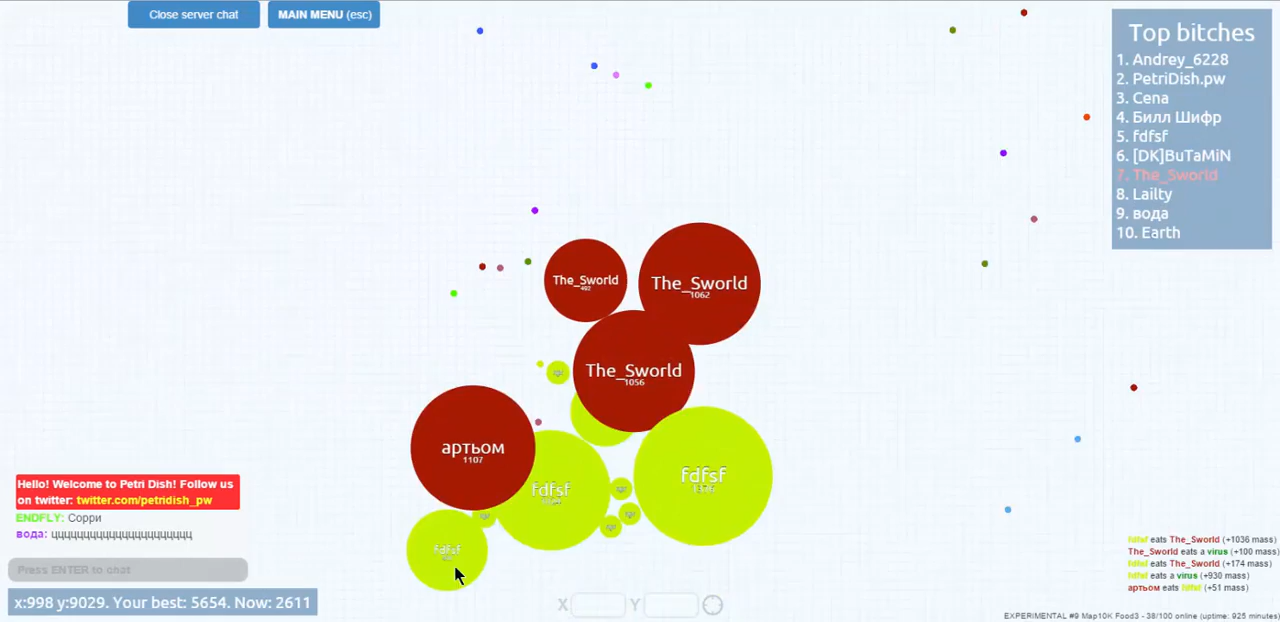 Close server chat
MAIN MENU (esc)
Top bitches
1. Andrey_6228
2. PetriDish.pw
3. Cena
4. Билл Шифр
5. fdfsf
6. [DK]BuTaMiN
7. The_Sworld
8. Lailty
9. вода
10. Earth
The_Sworld
The_Sworld
1062
The_Sworld
1056
артьом
1107
fdfsf
fdfsf
fdfsf
Hello! Welcome to Petri Dish! Follow us
on twitter: twitter.com/petridish_pw
ENDFLY: Сорри
вода: цццццццццццццццццццццц
Press ENTER to chat
x:998 y:9029. Your best: 5654. Now: 2611
X
Y
fdfsf eats The_Sworld (+1036 mass)
The_Sworld eats a virus (+100 mass)
fdfsf eats The_Sworld (+174 mass)
fdfsf eats a virus (+930 mass)
артьом eats fdfsf (+51 mass)
EXPERIMENTAL #9 Map10K Food3 - 38/100 online (uptime: 925 minutes)